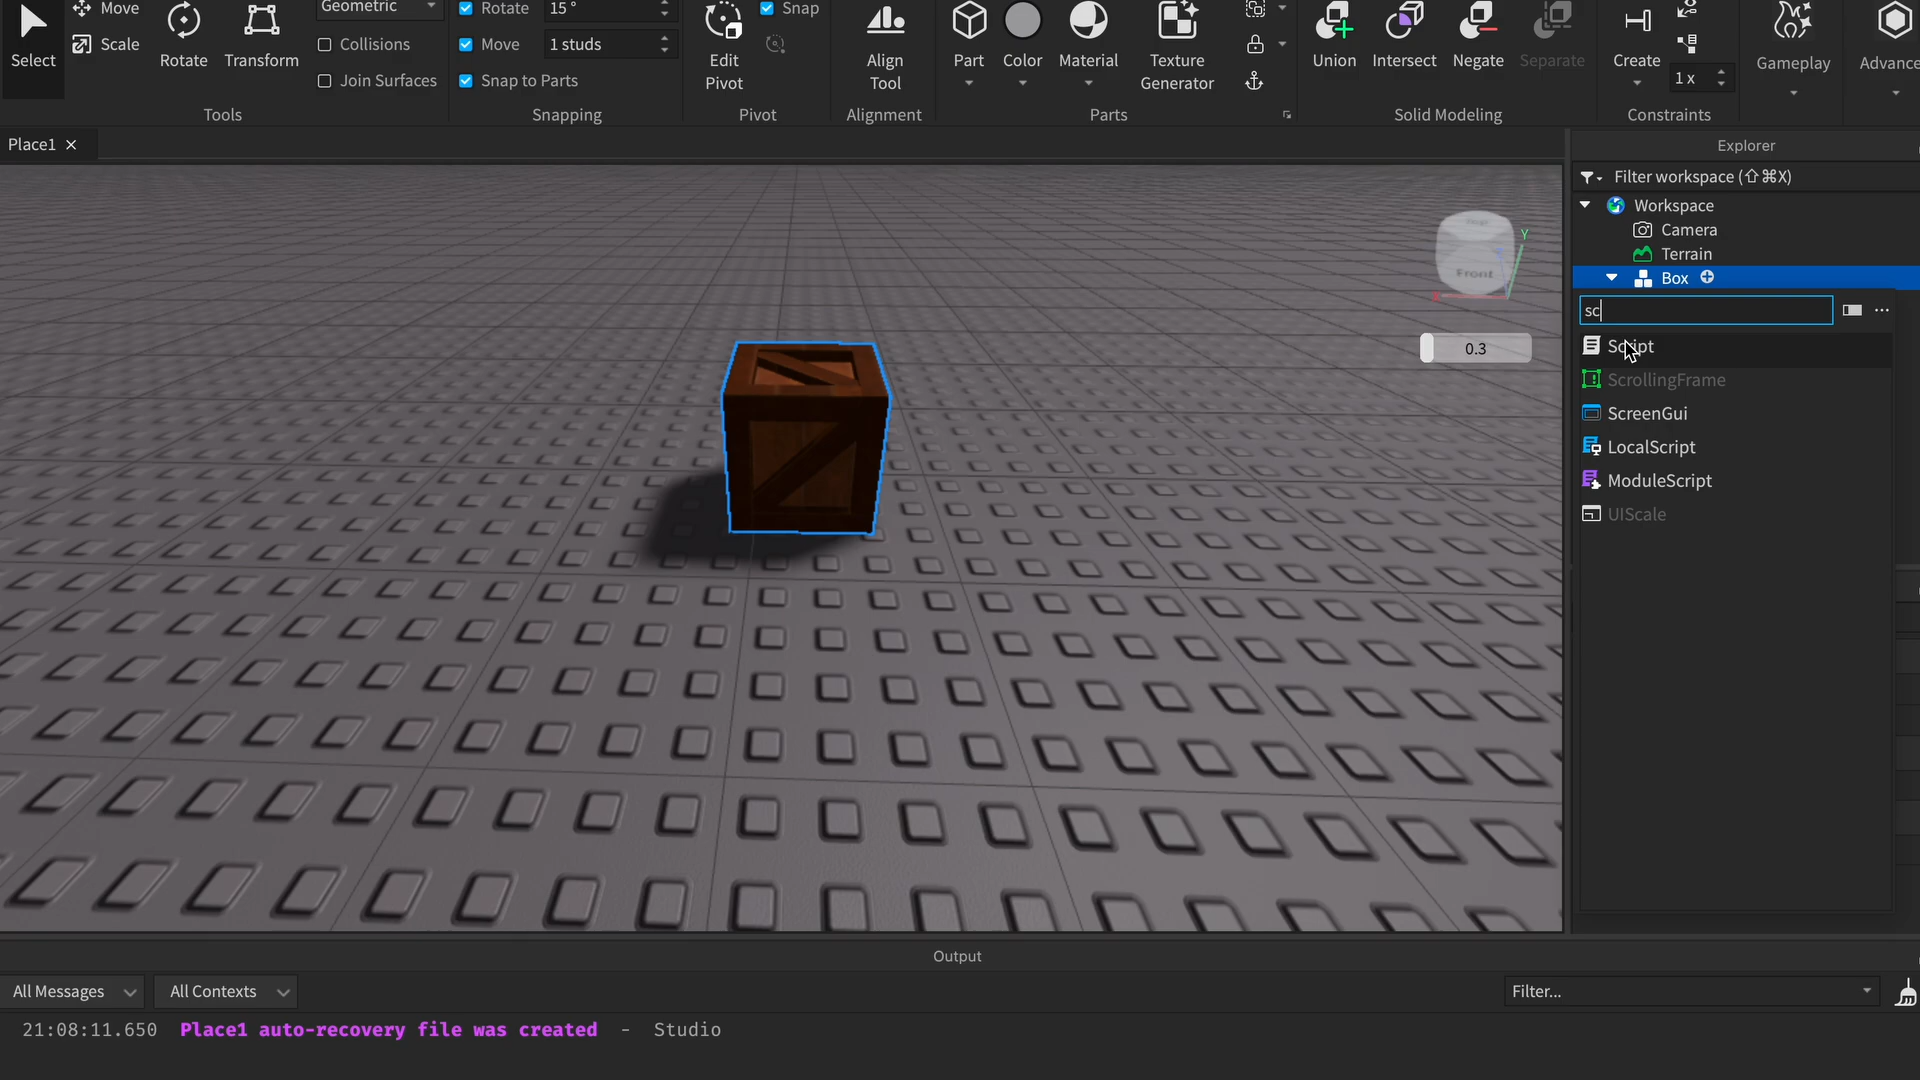 Select
Move
Scale
Rotate
Transform
Geometric
Collisions
Join Surfaces
Tools
Rotate 15 °
Move 1 studs
Snap to Parts
Snapping
Edit Pivot
Snap
Pivot
Align Tool
Alignment
Part
Color
Material
Texture Generator
Parts
Union
Intersect
Negate
Separate
Solid Modeling
Create
1 x
Constraints
Gameplay
Advance
Place1
Explorer
Filter workspace (⇧⌘X)
Workspace
Camera
Terrain
Box
sc
Script
ScrollingFrame
ScreenGui
LocalScript
ModuleScript
UIScale
Y
Front
0.3
Output
All Messages
All Contexts
Filter...
21:08:11.650 Place1 auto-recovery file was created - Studio